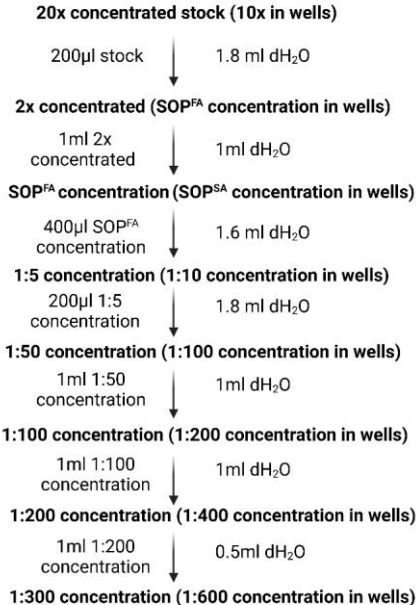 20x concentrated stock (10x in wells)
200µl stock 1.8 ml dH₂O
2x concentrated (SOPᶠᴬ concentration in wells)
1ml 2x
concentrated 1ml dH₂O
SOPᶠᴬ concentration (SOPˢᴬ concentration in wells)
400µl SOPᶠᴬ
concentration 1.6 ml dH₂O
1:5 concentration (1:10 concentration in wells)
200µl 1:5
concentration 1.8 ml dH₂O
1:50 concentration (1:100 concentration in wells)
1ml 1:50
concentration 1ml dH₂O
1:100 concentration (1:200 concentration in wells)
1ml 1:100
concentration 1ml dH₂O
1:200 concentration (1:400 concentration in wells)
1ml 1:200
concentration 0.5ml dH₂O
1:300 concentration (1:600 concentration in wells)